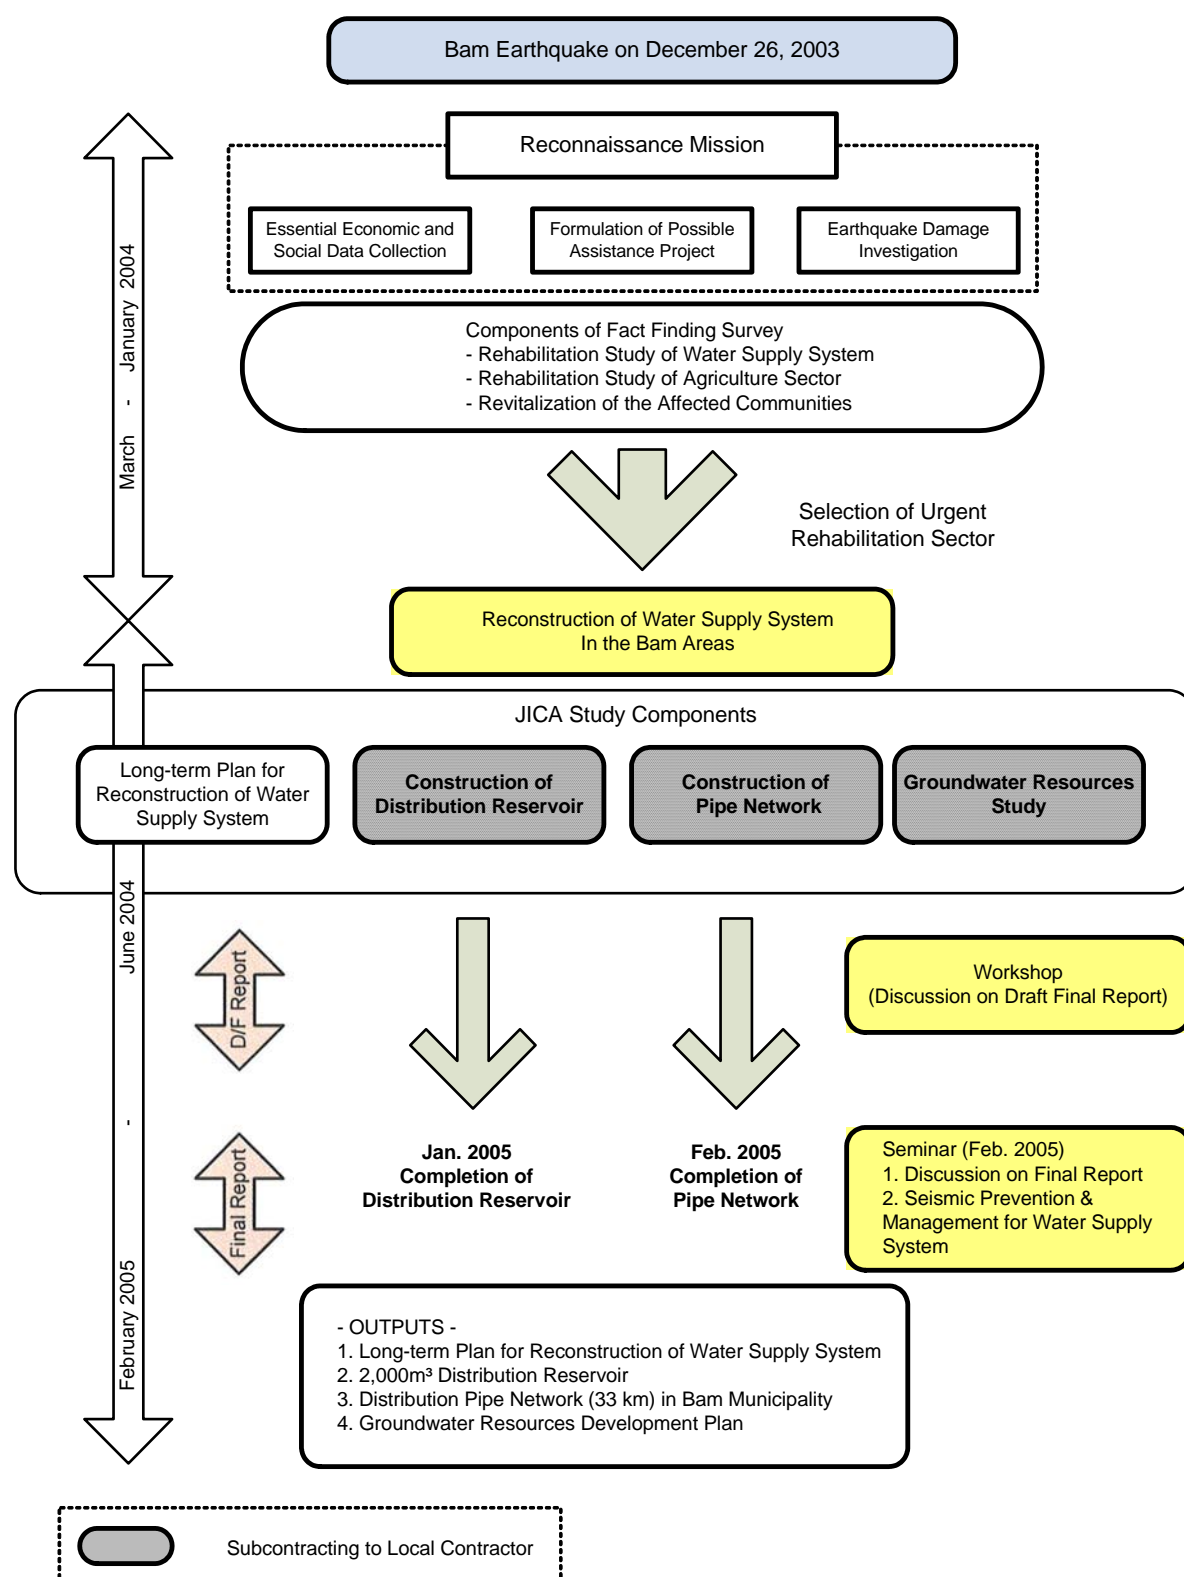 Bam Earthquake on December 26, 2003
Reconnaissance Mission
Essential Economic and
Social Data Collection
Formulation of Possible
Assistance Project
Earthquake Damage
Investigation
March - January 2004
Components of Fact Finding Survey
- Rehabilitation Study of Water Supply System
- Rehabilitation Study of Agriculture Sector
- Revitalization of the Affected Communities
Selection of Urgent
Rehabilitation Sector
Reconstruction of Water Supply System
In the Bam Areas
JICA Study Components
Long-term Plan for
Reconstruction of Water
Supply System
Construction of
Distribution Reservoir
Construction of
Pipe Network
Groundwater Resources
Study
February 2005 - June 2004
D/F Report
Workshop
(Discussion on Draft Final Report)
Final Report
Jan. 2005
Completion of
Distribution Reservoir
Feb. 2005
Completion of
Pipe Network
Seminar (Feb. 2005)
1. Discussion on Final Report
2. Seismic Prevention &
Management for Water Supply
System
- OUTPUTS -
1. Long-term Plan for Reconstruction of Water Supply System
2. 2,000m³ Distribution Reservoir
3. Distribution Pipe Network (33 km) in Bam Municipality
4. Groundwater Resources Development Plan
Subcontracting to Local Contractor